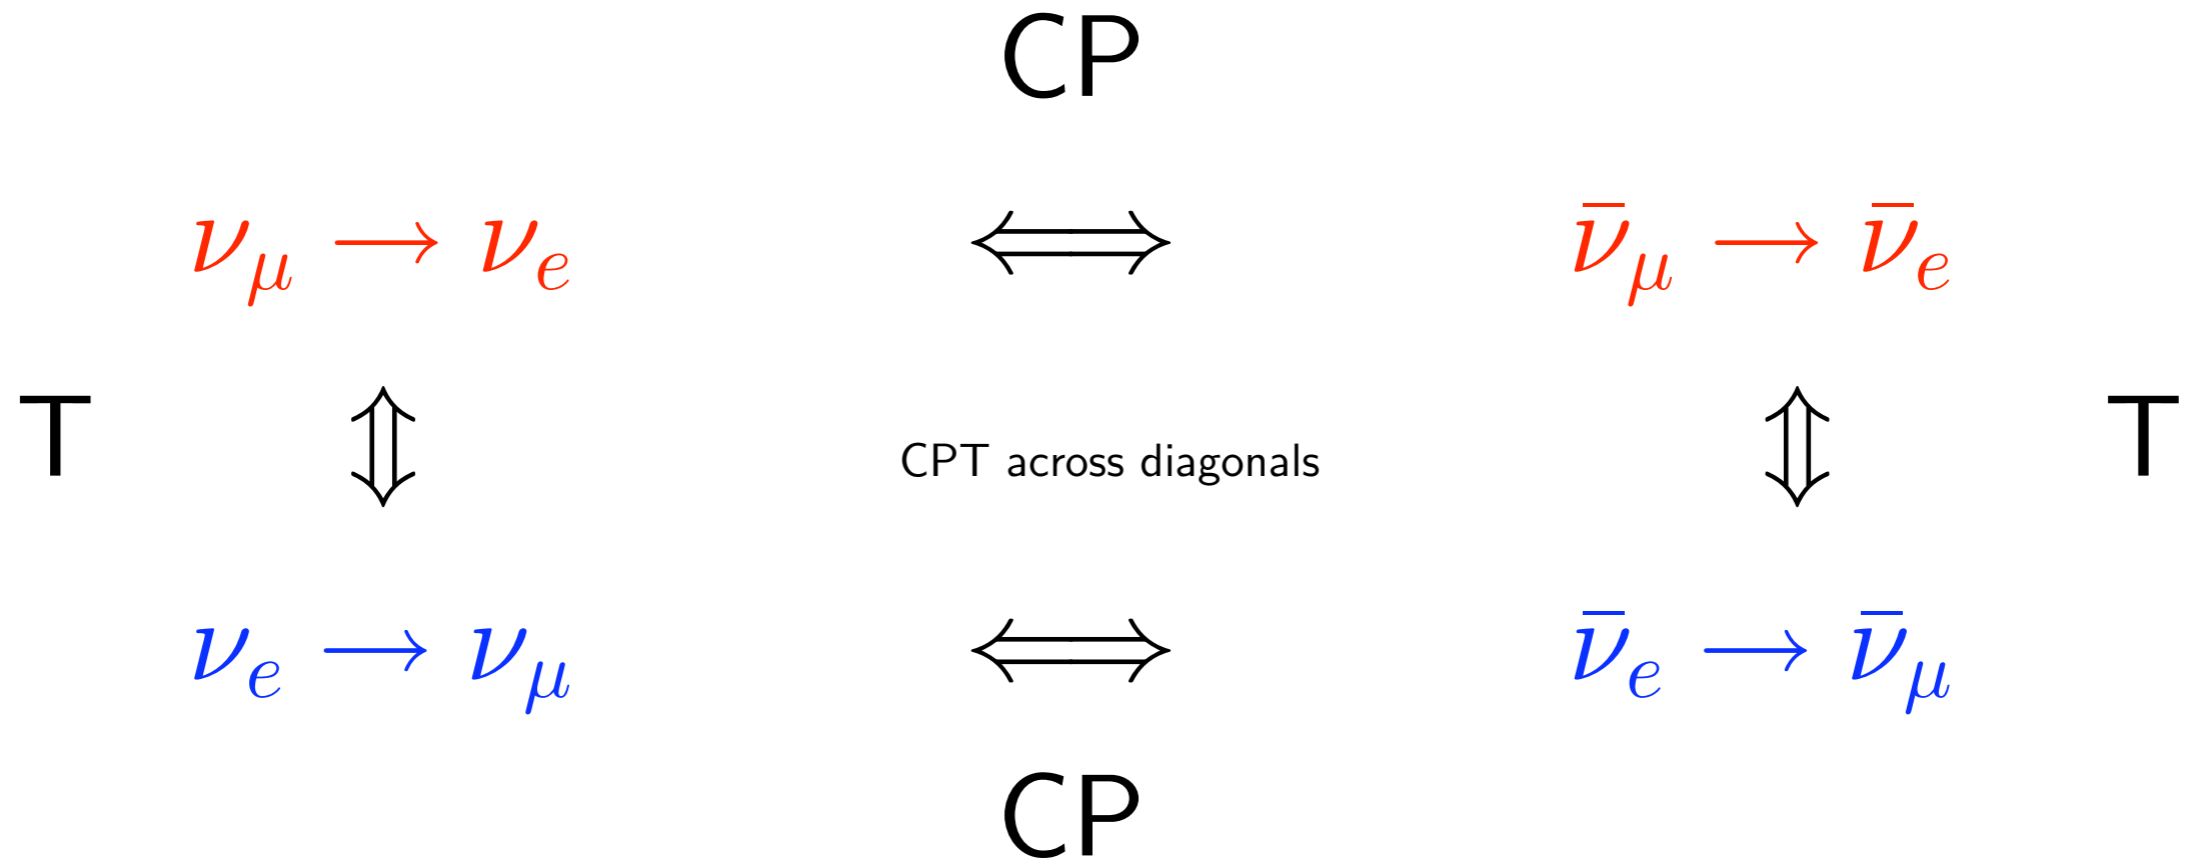 CP
ν_μ ⟶ ν_e ⟺ ν̄_μ ⟶ ν̄_e
T ⇕ CPT across diagonals ⇕ T
ν_e ⟶ ν_μ ⟺ ν̄_e ⟶ ν̄_μ
CP